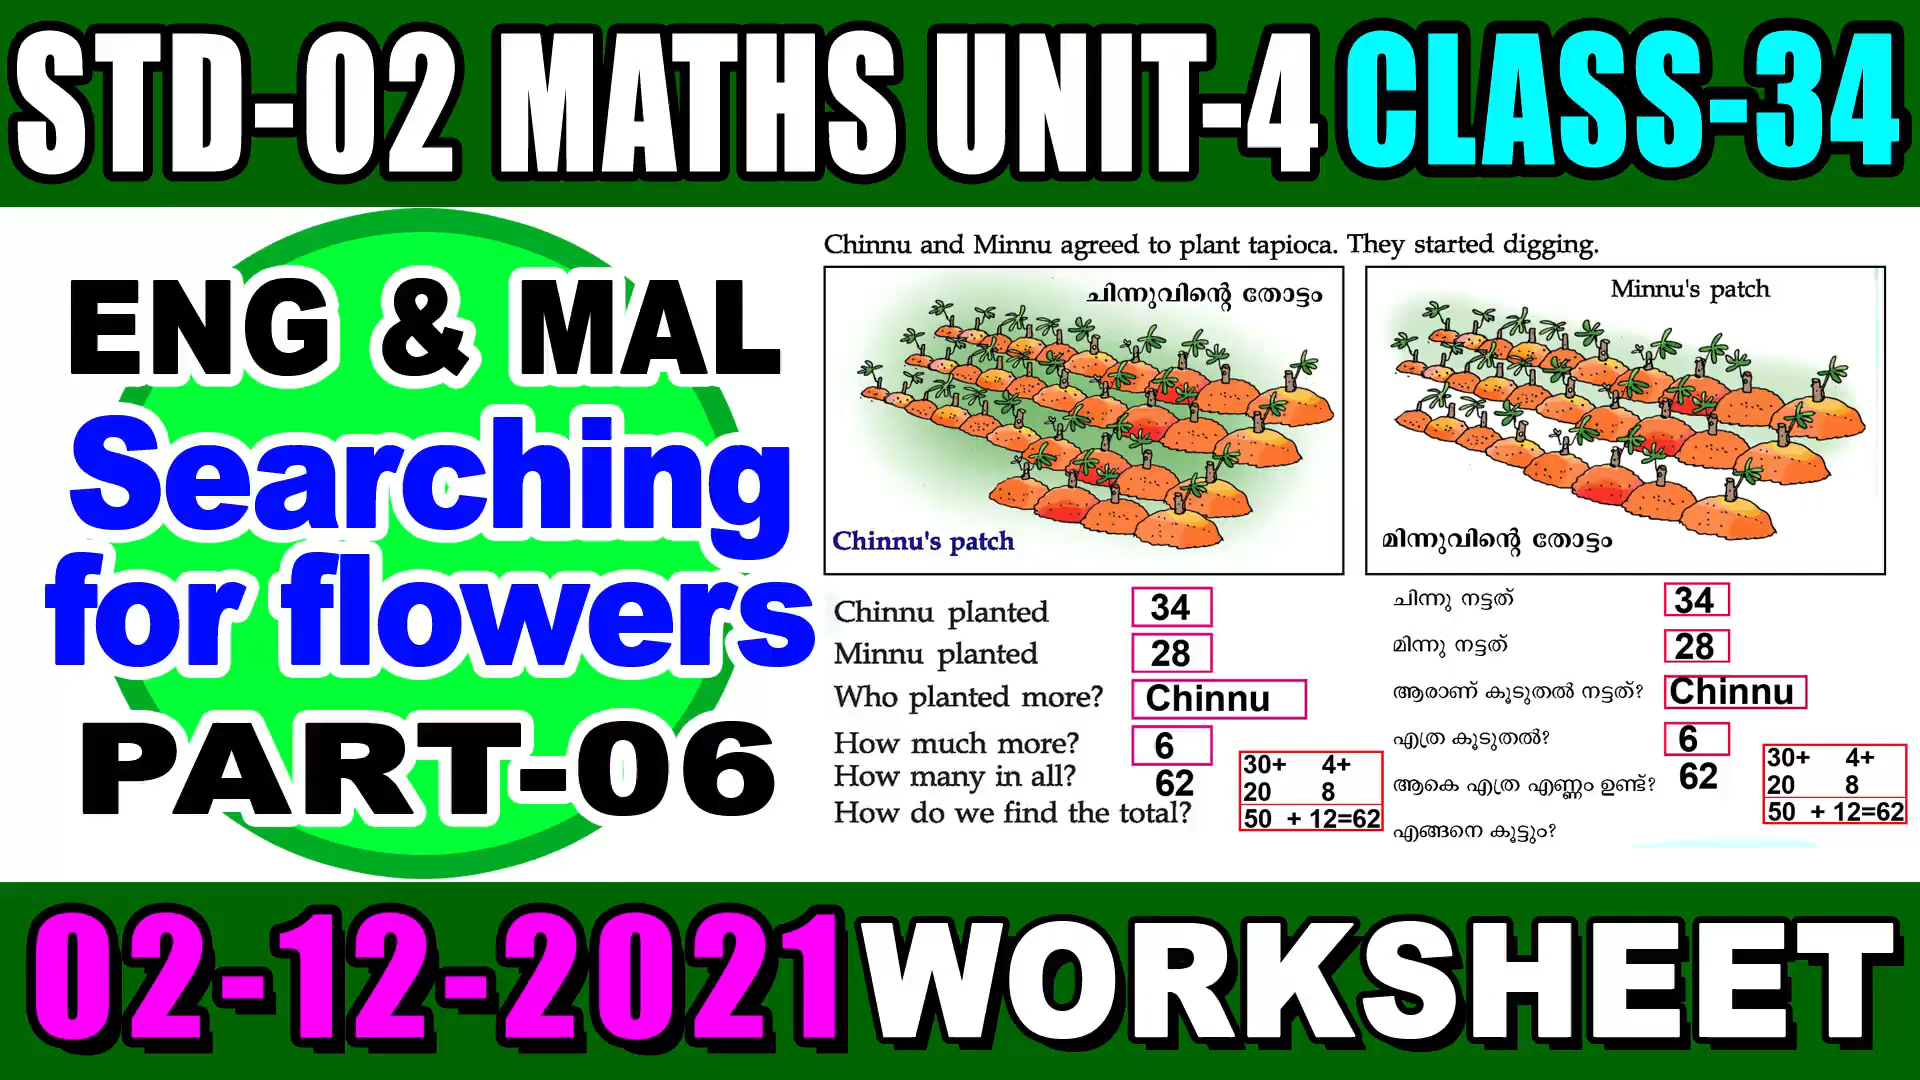 STD-02 MATHS UNIT-4 CLASS-34
ENG & MAL
Searching
for flowers
PART-06
Chinnu and Minnu agreed to plant tapioca. They started digging.
ചിന്നുവിന്റെ തോട്ടം
Chinnu's patch
Minnu's patch
മിന്നുവിന്റെ തോട്ടം
Chinnu planted 34
Minnu planted 28
Who planted more? Chinnu
How much more? 6
How many in all? 62
How do we find the total?
30+ 4+
20 8
50 + 12=62
ചിന്നു നട്ടത് 34
മിന്നു നട്ടത് 28
ആരാണ് കൂടുതൽ നട്ടത്? Chinnu
എത്ര കൂടുതൽ? 6
ആകെ എത്ര എണ്ണം ഉണ്ട്? 62
എങ്ങനെ കൂട്ടും?
30+ 4+
20 8
50 + 12=62
02-12-2021 WORKSHEET